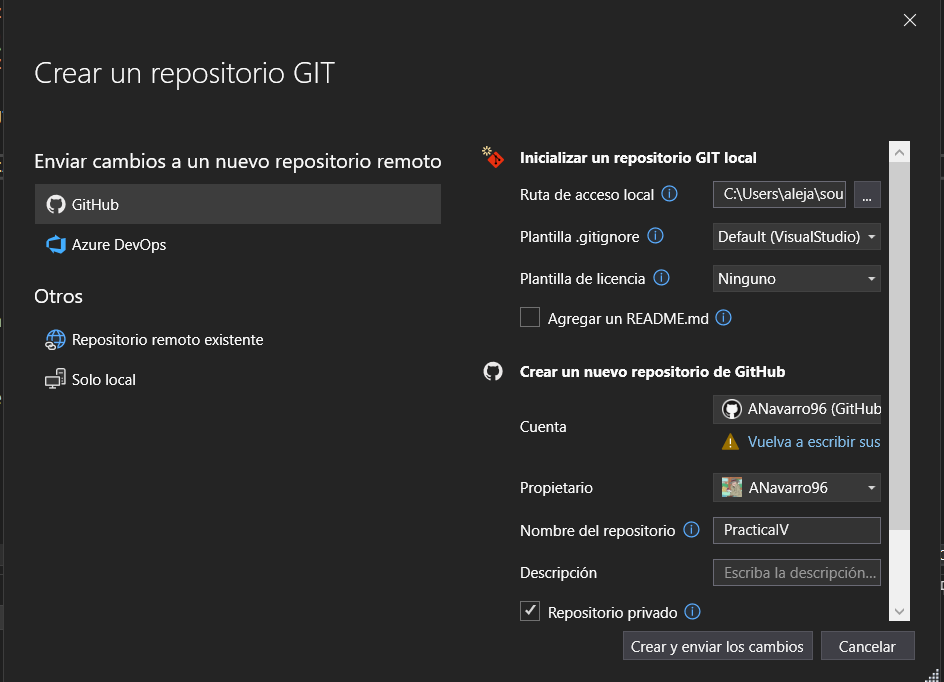 Crear un repositorio GIT
Enviar cambios a un nuevo repositorio remoto
GitHub
Azure DevOps
Otros
Repositorio remoto existente
Solo local
Inicializar un repositorio GIT local
Ruta de acceso local
C:\Users\aleja\sou
...
Plantilla .gitignore
Default (VisualStudio)
Plantilla de licencia
Ninguno
Agregar un README.md
Crear un nuevo repositorio de GitHub
Cuenta
ANavarro96 (GitHub
Vuelva a escribir sus
Propietario
ANavarro96
Nombre del repositorio
PracticaIV
Descripción
Escriba la descripción...
Repositorio privado
Crear y enviar los cambios
Cancelar